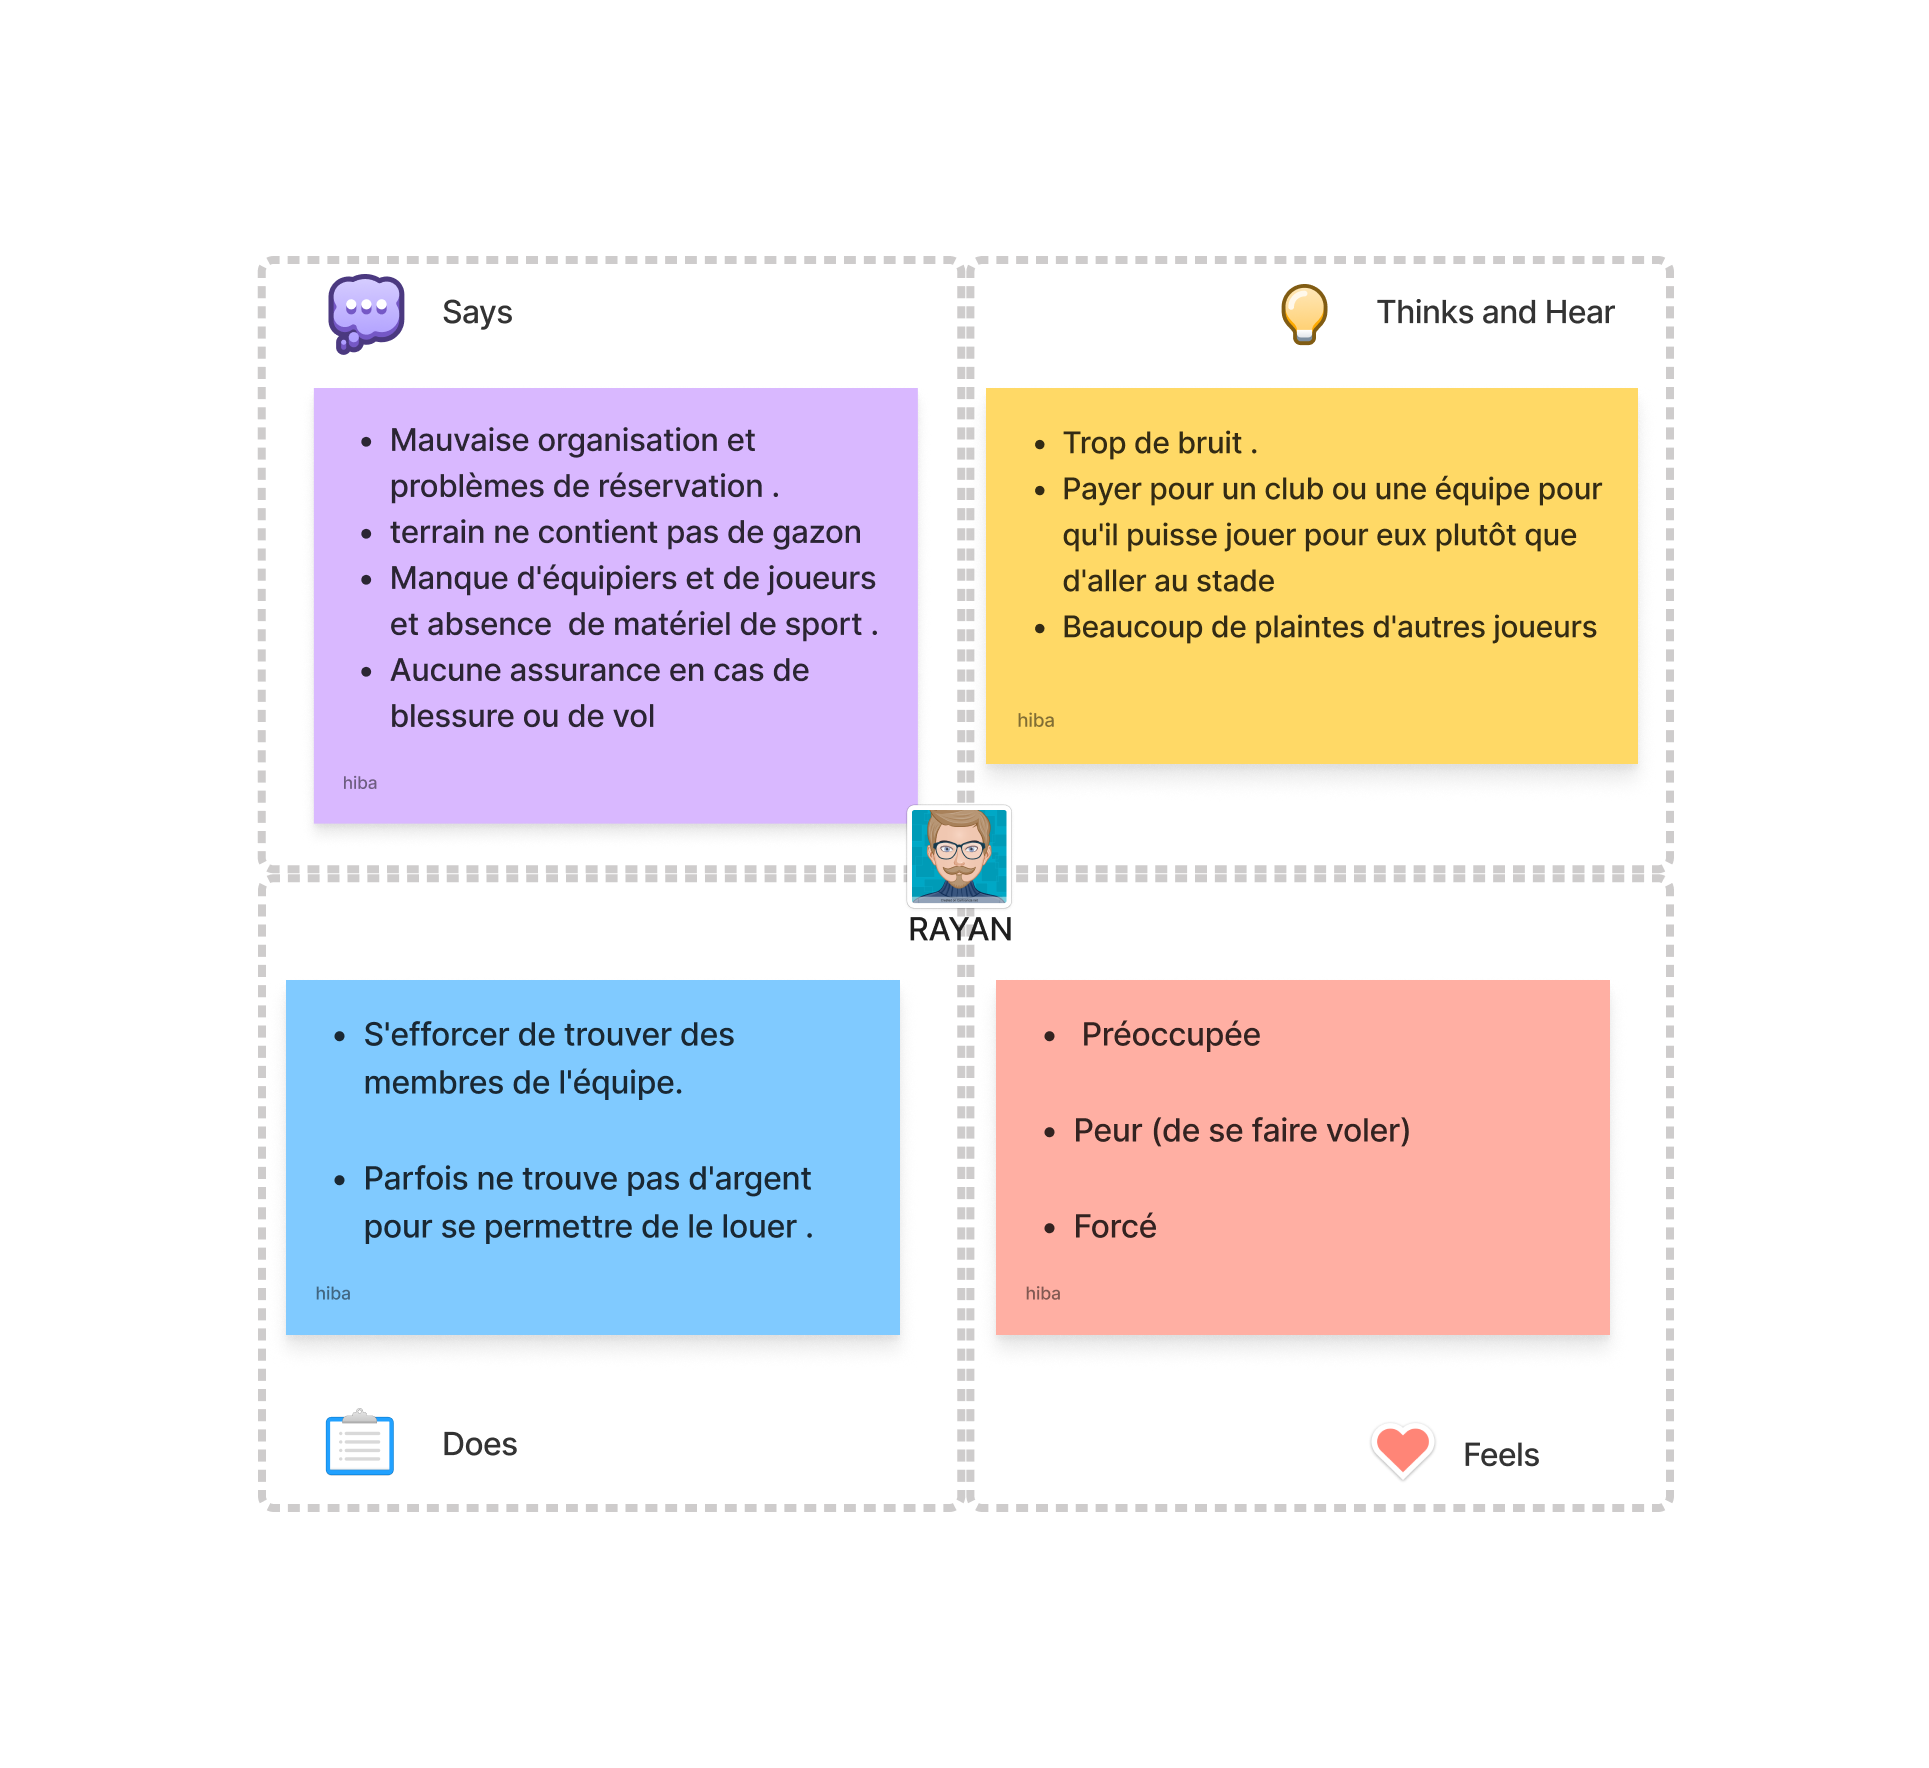 Says
• Mauvaise organisation et
problèmes de réservation .
• terrain ne contient pas de gazon
• Manque d'équipiers et de joueurs
et absence  de matériel de sport .
• Aucune assurance en cas de
blessure ou de vol
hiba
Thinks and Hear
• Trop de bruit .
• Payer pour un club ou une équipe pour
qu'il puisse jouer pour eux plutôt que
d'aller au stade
• Beaucoup de plaintes d'autres joueurs
hiba
RAYAN
• S'efforcer de trouver des
membres de l'équipe.
• Parfois ne trouve pas d'argent
pour se permettre de le louer .
hiba
Does
• Préoccupée
• Peur (de se faire voler)
• Forcé
hiba
Feels